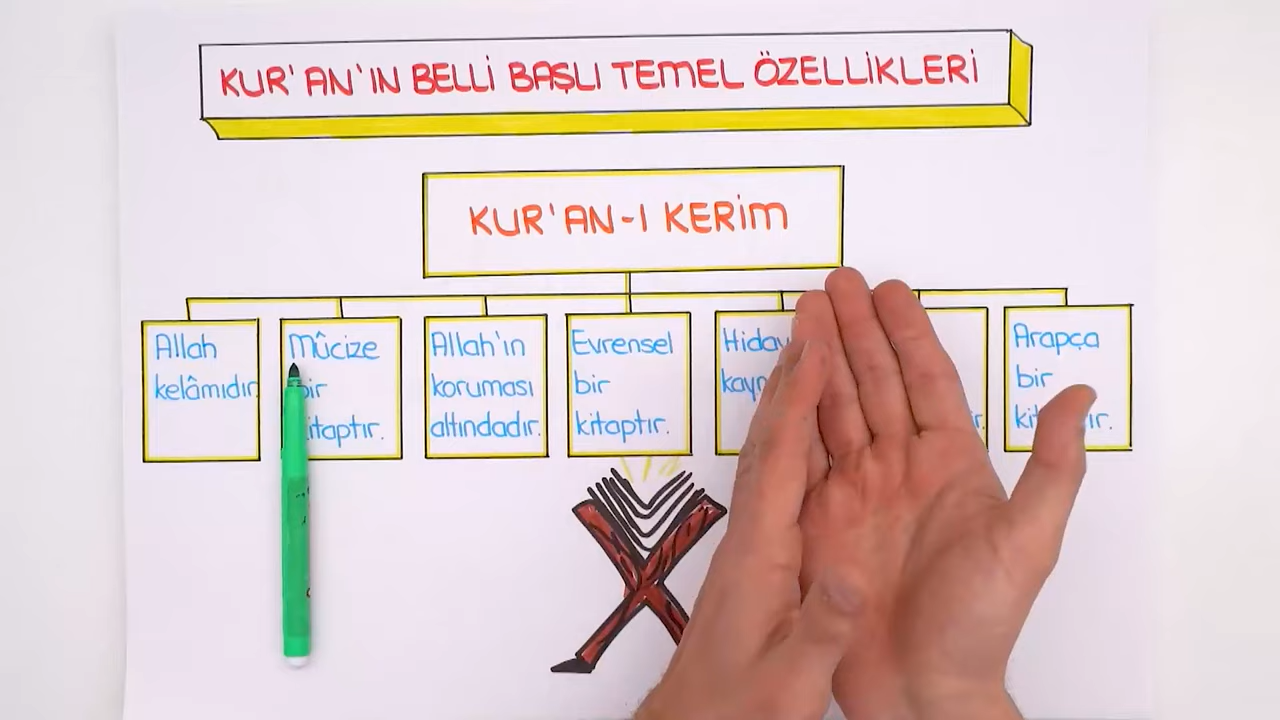 KUR'AN'IN BELLİ BAŞLI TEMEL ÖZELLİKLERİ
KUR'AN-I KERİM
Allah
kelâmıdır.
Mûcize
bir
kitaptır.
Allah'ın
koruması
altındadır.
Evrensel
bir
kitaptır.
Arapça
bir